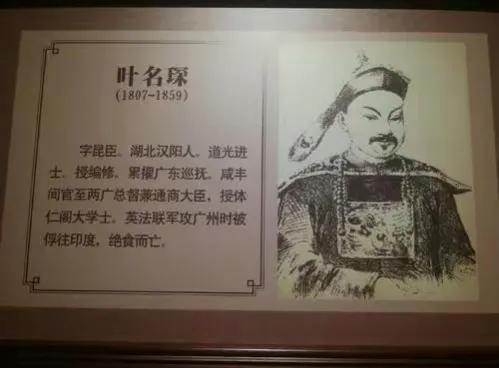 叶名琛
(1807-1859)
字昆臣。湖北汉阳人。道光进
士。授编修。累擢广东巡抚。咸丰
间官至两广总督兼通商大臣，授体
仁阁大学士。英法联军攻广州时被
俘往印度，绝食而亡。